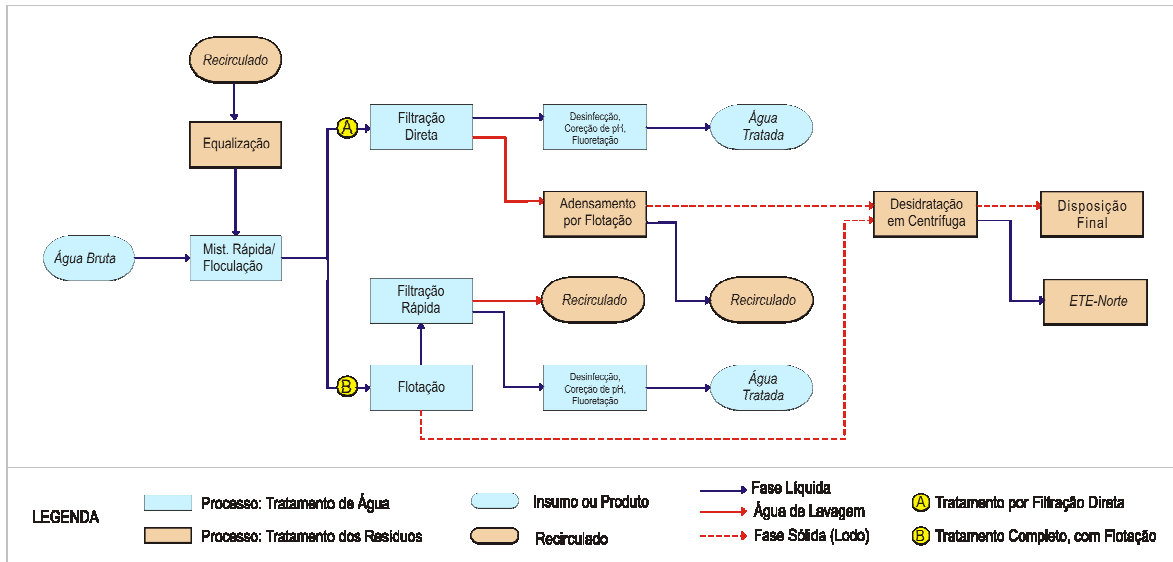 Recirculado
Equalização
Água Bruta
Mist. Rápida/
Floculação
A
Filtração
Direta
Desinfecção,
Coreção de pH,
Fluoretação
Água
Tratada
Adensamento
por Flotação
Desidratação
em Centrífuga
Disposição
Final
Filtração
Rápida
Recirculado
Recirculado
ETE-Norte
B
Flotação
Desinfecção,
Coreção de pH,
Fluoretação
Água
Tratada
LEGENDA
Processo: Tratamento de Água
Processo: Tratamento dos Resíduos
Insumo ou Produto
Recirculado
Fase Líquida
Água de Lavagem
Fase Sólida (Lodo)
A Tratamento por Filtração Direta
B Tratamento Completo, com Flotação